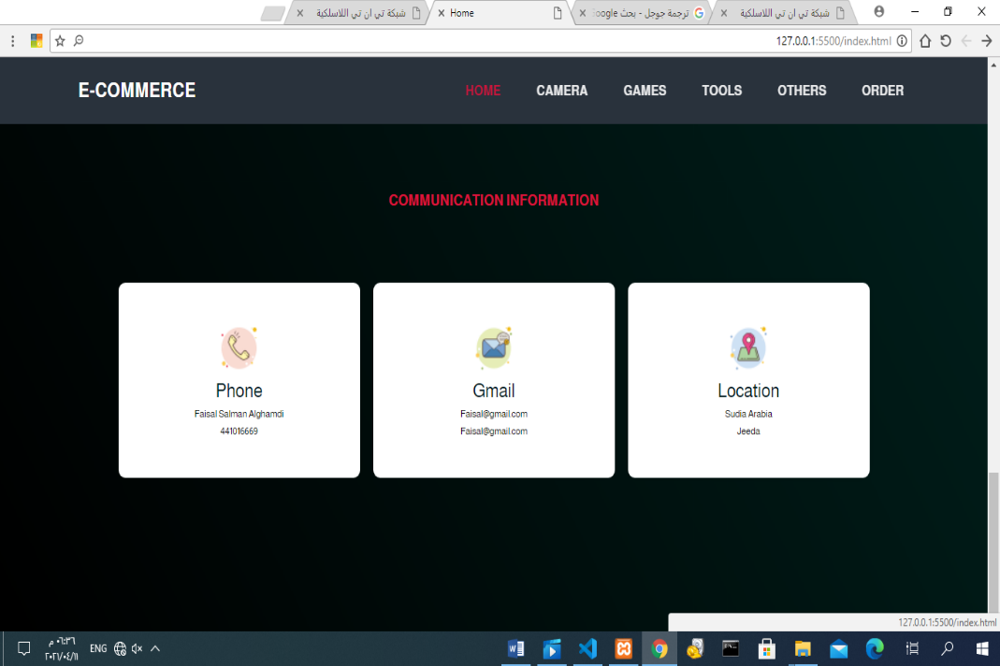 شبكة تي ان تي اللاسلكية
Home
ترجمة جوجل - بحث Google
شبكة تي ان تي اللاسلكية
127.0.0.1:5500/index.html
E-COMMERCE
HOME
CAMERA
GAMES
TOOLS
OTHERS
ORDER
COMMUNICATION INFORMATION
Phone
Faisal Salman Alghamdi
441016669
Gmail
Faisal@gmail.com
Faisal@gmail.com
Location
Sudia Arabia
Jeeda
127.0.0.1:5500/index.html
٠٦:٣٦ م
٢٠٢١/٠٤/١١
ENG